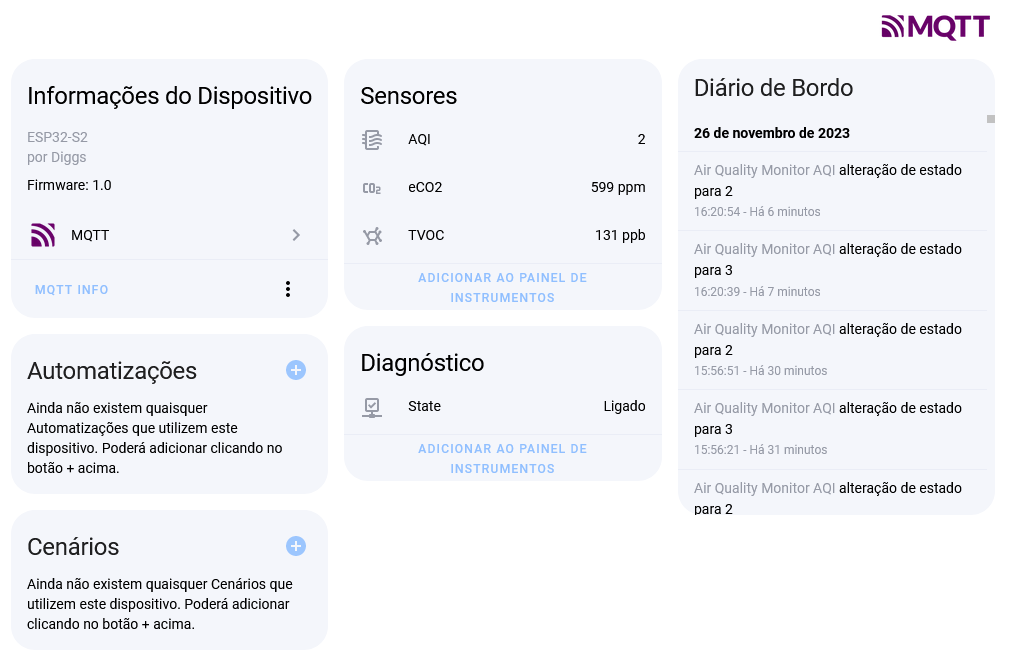 MQTT
Informações do Dispositivo
ESP32-S2
por Diggs
Firmware: 1.0
MQTT
MQTT INFO
Automatizações
Ainda não existem quaisquer
Automatizações que utilizem este
dispositivo. Poderá adicionar clicando no
botão + acima.
Cenários
Ainda não existem quaisquer Cenários que
utilizem este dispositivo. Poderá adicionar
clicando no botão + acima.
Sensores
AQI 2
CO₂ eCO2 599 ppm
TVOC 131 ppb
ADICIONAR AO PAINEL DE
INSTRUMENTOS
Diagnóstico
State Ligado
ADICIONAR AO PAINEL DE
INSTRUMENTOS
Diário de Bordo
26 de novembro de 2023
Air Quality Monitor AQI alteração de estado
para 2
16:20:54 - Há 6 minutos
Air Quality Monitor AQI alteração de estado
para 3
16:20:39 - Há 7 minutos
Air Quality Monitor AQI alteração de estado
para 2
15:56:51 - Há 30 minutos
Air Quality Monitor AQI alteração de estado
para 3
15:56:21 - Há 31 minutos
Air Quality Monitor AQI alteração de estado
para 2